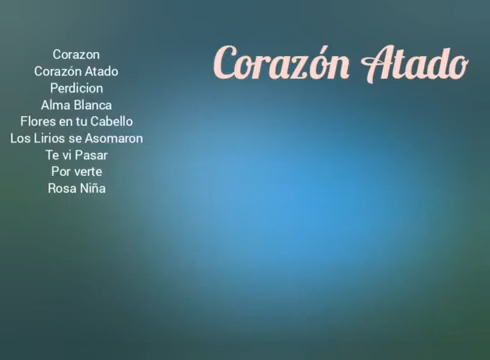 Corazón Atado
Corazon
Corazón Atado
Perdicion
Alma Blanca
Flores en tu Cabello
Los Lirios se Asomaron
Te vi Pasar
Por verte
Rosa Niña